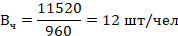 Вч = 11520/960 = 12 шт/чел